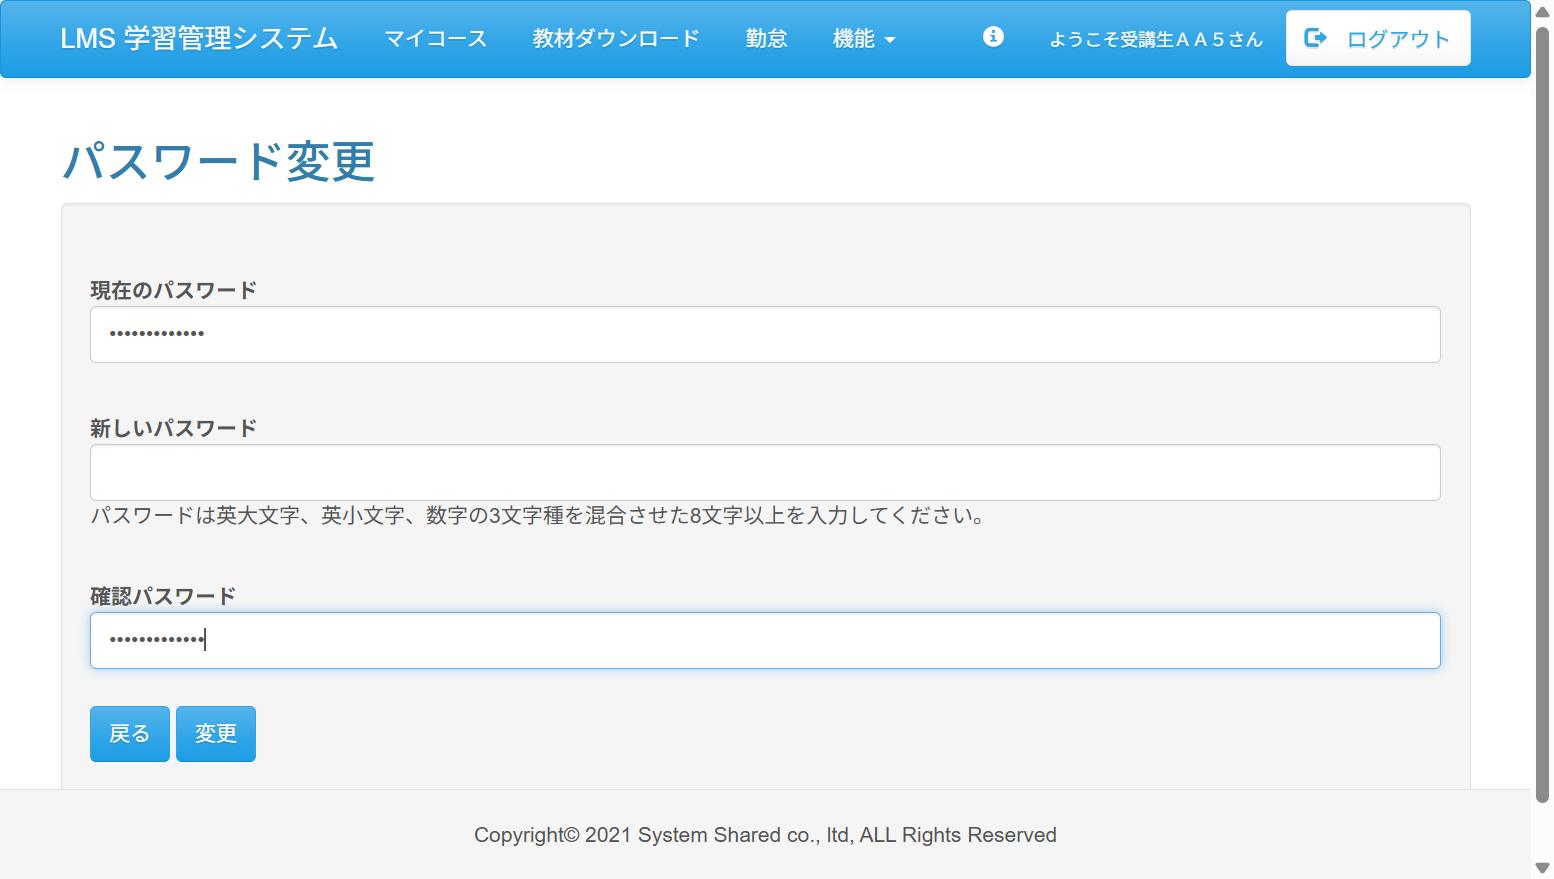 LMS 学習管理システム マイコース 教材ダウンロード 勤怠 機能 ようこそ受講生ＡＡ５さん ログアウト
パスワード変更
現在のパスワード
•••••••••••••
新しいパスワード
パスワードは英大文字、英小文字、数字の3文字種を混合させた8文字以上を入力してください。
確認パスワード
•••••••••••••
戻る 変更
Copyright© 2021 System Shared co., ltd, ALL Rights Reserved